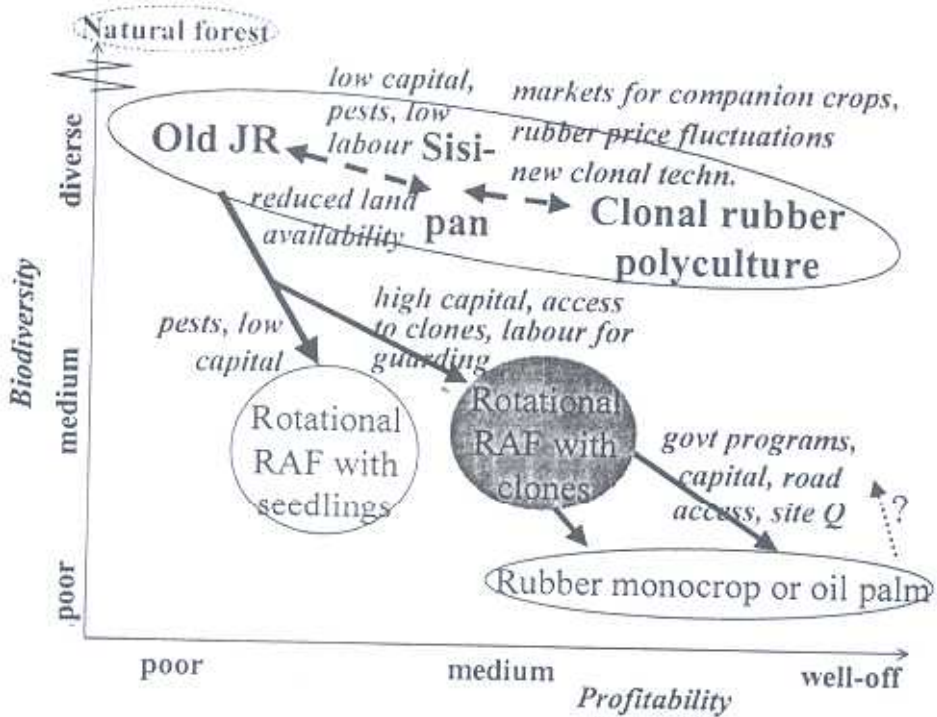 Natural forest
low capital,
pests, low
labour
markets for companion crops,
rubber price fluctuations
new clonal techn.
Old JR
Sisi-
pan
reduced land
availability
Clonal rubber
polyculture
diverse
Biodiversity
medium
poor
pests, low
capital
high capital, access
to clones, labour for
guarding
Rotational
RAF with
seedlings
Rotational
RAF with
clones
govt programs,
capital, road
access, site Q
?
Rubber monocrop or oil palm
poor
medium
well-off
Profitability